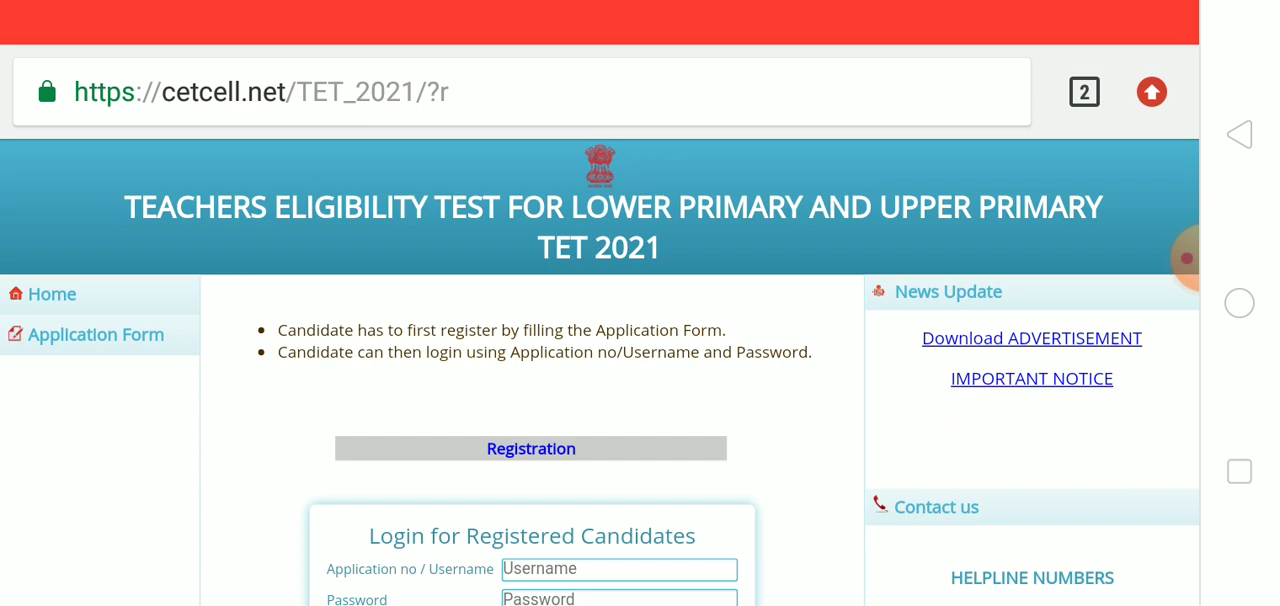 https://cetcell.net/TET_2021/?r
2
TEACHERS ELIGIBILITY TEST FOR LOWER PRIMARY AND UPPER PRIMARY
TET 2021
Home
Application Form
Candidate has to first register by filling the Application Form.
Candidate can then login using Application no/Username and Password.
Registration
Login for Registered Candidates
Application no / Username
Username
Password
Password
News Update
Download ADVERTISEMENT
IMPORTANT NOTICE
Contact us
HELPLINE NUMBERS